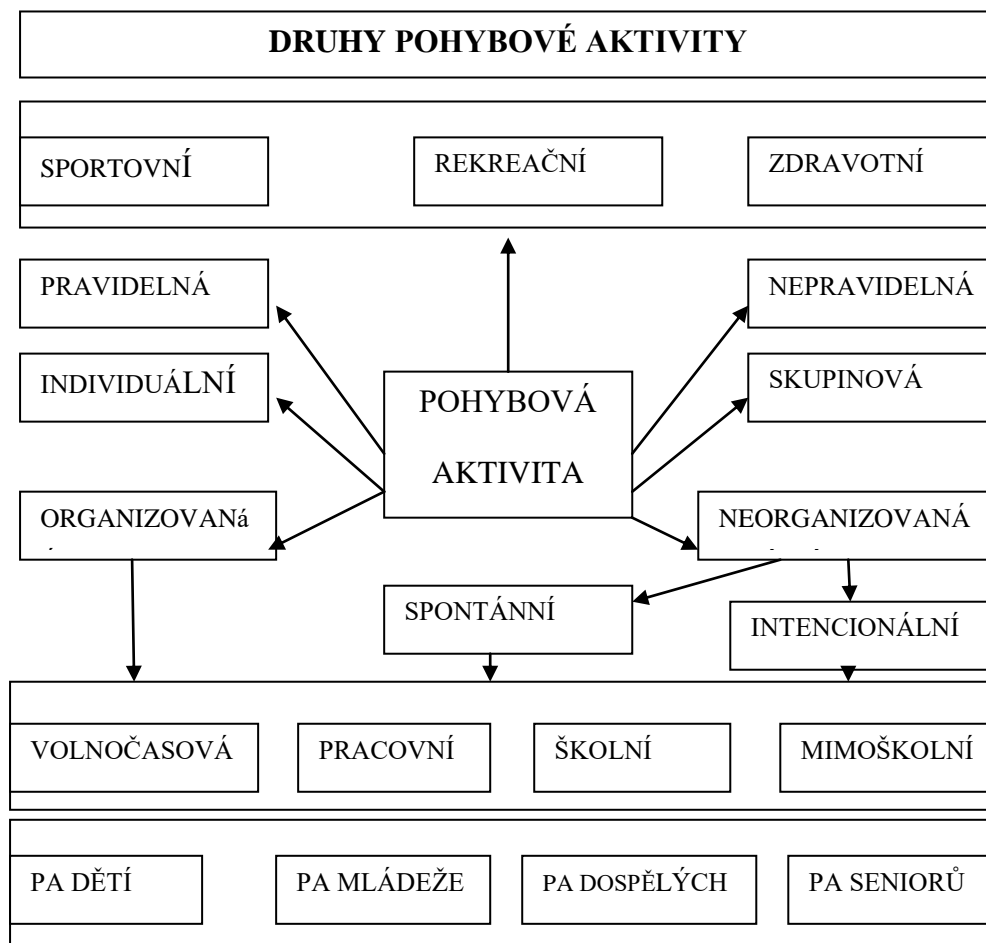 DRUHY POHYBOVÉ AKTIVITY
SPORTOVNÍ
REKREAČNÍ
ZDRAVOTNÍ
PRAVIDELNÁ
NEPRAVIDELNÁ
INDIVIDUÁLNÍ
SKUPINOVÁ
POHYBOVÁ
AKTIVITA
ORGANIZOVANá
NEORGANIZOVANÁ
SPONTÁNNÍ
INTENCIONÁLNÍ
VOLNOČASOVÁ
PRACOVNÍ
ŠKOLNÍ
MIMOŠKOLNÍ
PA DĚTÍ
PA MLÁDEŽE
PA DOSPĚLÝCH
PA SENIORŮ